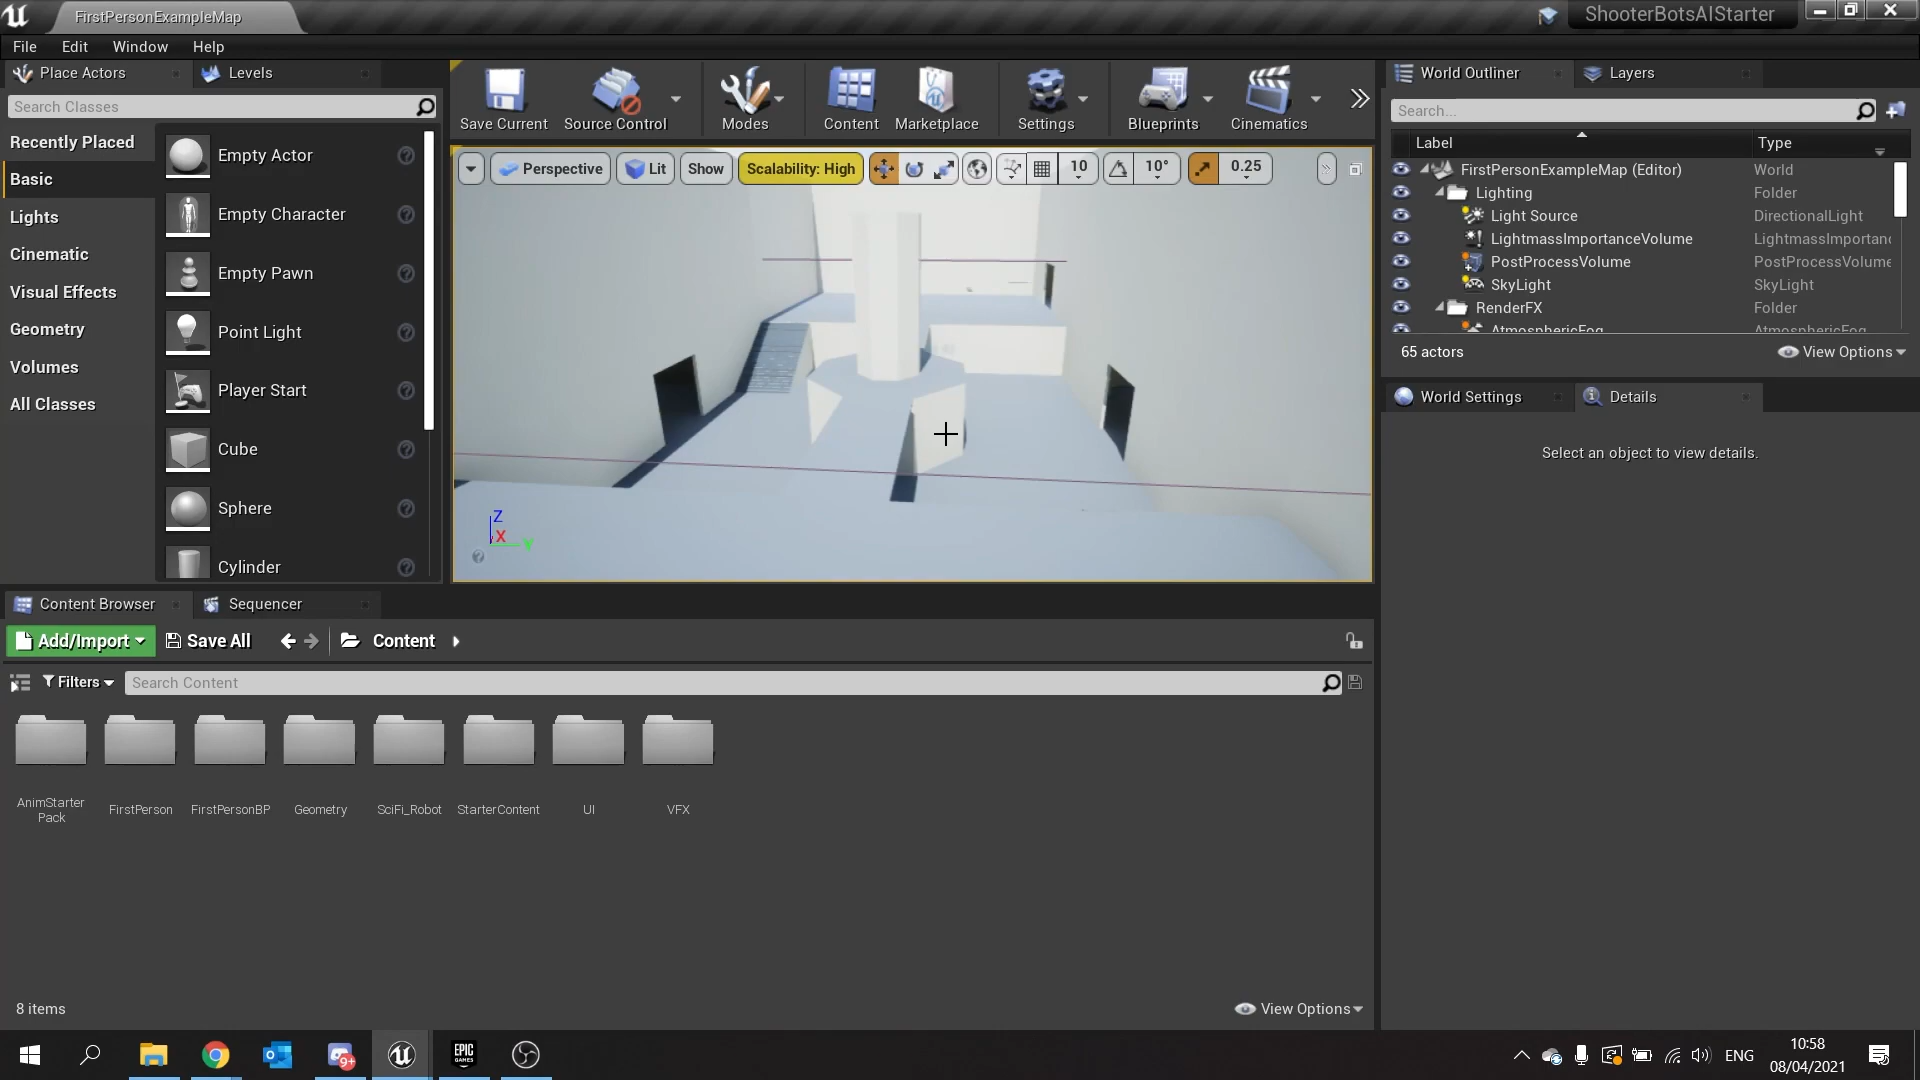 FirstPersonExampleMap
ShooterBotsAIStarter
File Edit Window Help
Place Actors
Levels
Search Classes
Recently Placed
Basic
Lights
Cinematic
Visual Effects
Geometry
Volumes
All Classes
Empty Actor
Empty Character
Empty Pawn
Point Light
Player Start
Cube
Sphere
Cylinder
Save Current
Source Control
Modes
Content
Marketplace
Settings
Blueprints
Cinematics
Perspective
Lit
Show
Scalability: High
10
10°
0.25
Z
X
Y
World Outliner
Layers
Search...
Label Type
FirstPersonExampleMap (Editor) World
Lighting Folder
Light Source DirectionalLight
LightmassImportanceVolume LightmassImportanc
PostProcessVolume PostProcessVolume
SkyLight SkyLight
RenderFX Folder
AtmosphericFog AtmosphericFog
65 actors
View Options
World Settings
Details
Select an object to view details.
Content Browser
Sequencer
Add/Import
Save All
Content
Filters
Search Content
AnimStarter
Pack
FirstPerson
FirstPersonBP
Geometry
SciFi_Robot
StarterContent
UI
VFX
8 items
View Options
9+
EPIC
GAMES
ENG
10:58
08/04/2021